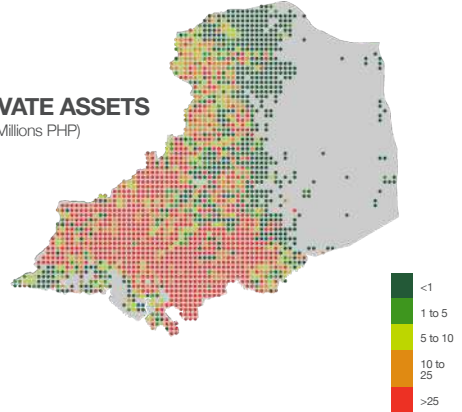 VATE ASSETS
Millions PHP)
<1
1 to 5
5 to 10
10 to
25
>25